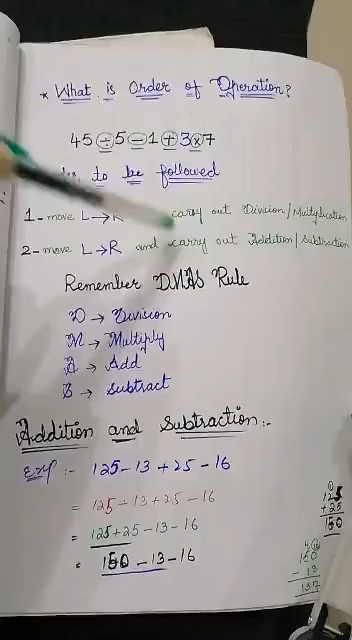 * What is Order of Operation?
45 ÷ 5 - 1 + 3 × 7
to be followed
1 - move L → R carry out Division/Multiplication
2 - move L → R and carry out Addition/Subtraction
Remember DMAS Rule
D → Division
M → Multiply
A → Add
S → Subtract
Addition and Subtraction :-
Exp :- 125 - 13 + 25 - 16
= 125 - 13 + 25 - 16
= 125 + 25 - 13 - 16
= 150 - 13 - 16
125
+ 25
150
150
- 13
137